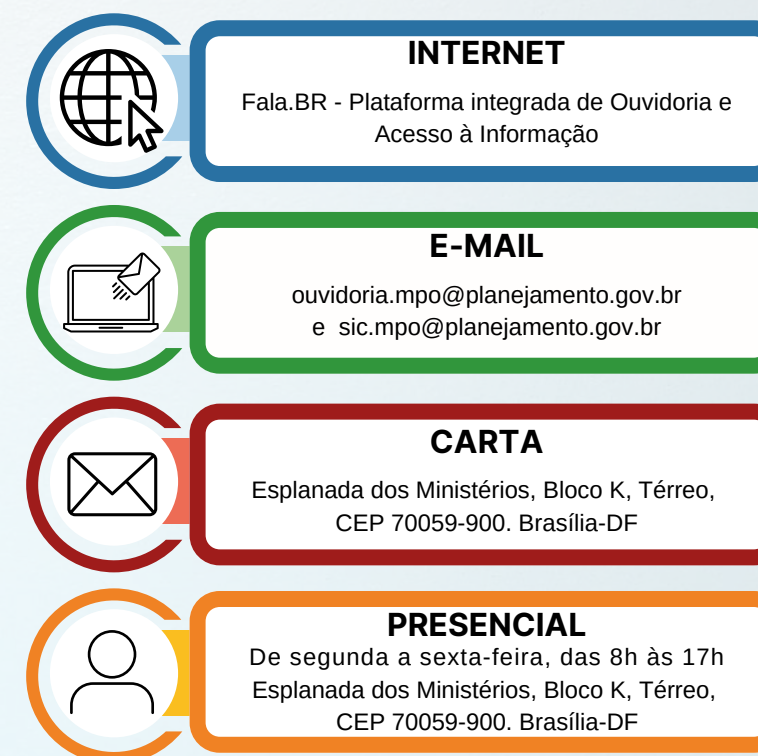 INTERNET
Fala.BR - Plataforma integrada de Ouvidoria e
Acesso à Informação
E-MAIL
ouvidoria.mpo@planejamento.gov.br
e sic.mpo@planejamento.gov.br
CARTA
Esplanada dos Ministérios, Bloco K, Térreo,
CEP 70059-900. Brasília-DF
PRESENCIAL
De segunda a sexta-feira, das 8h às 17h
Esplanada dos Ministérios, Bloco K, Térreo,
CEP 70059-900. Brasília-DF